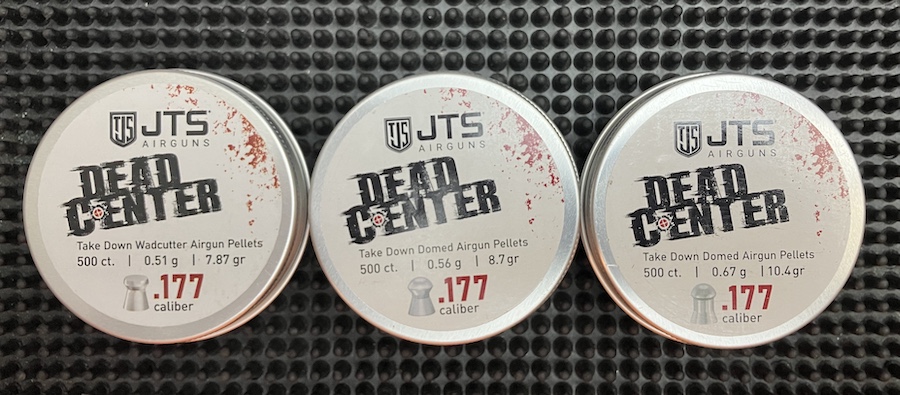 JTS
AIRGUNS
DEAD
CENTER
Take Down Wadcutter Airgun Pellets
500 ct. | 0.51 g | 7.87 gr
.177
caliber
JTS
AIRGUNS
DEAD
CENTER
Take Down Domed Airgun Pellets
500 ct. | 0.56 g | 8.7 gr
.177
caliber
JTS
AIRGUNS
DEAD
CENTER
Take Down Domed Airgun Pellets
500 ct. | 0.67 g | 10.4 gr
.177
caliber